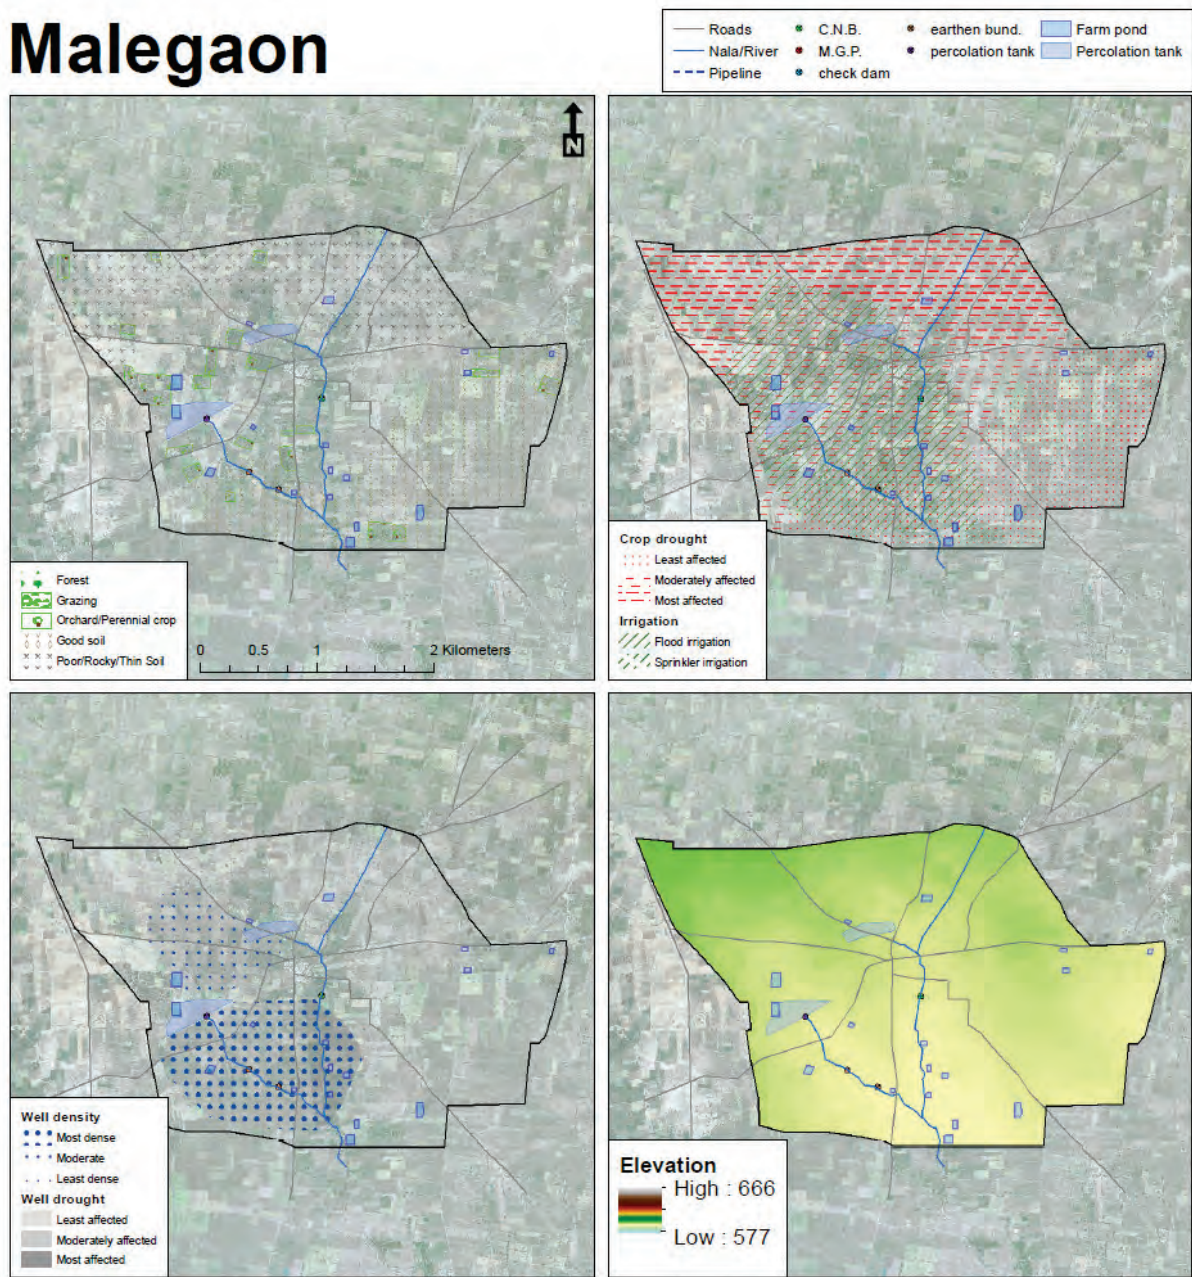 Malegaon
Roads
Nala/River
Pipeline
C.N.B.
M.G.P.
check dam
earthen bund.
percolation tank
Farm pond
Percolation tank
N
Forest
Grazing
Orchard/Perennial crop
Good soil
Poor/Rocky/Thin Soil
0 0.5 1 2 Kilometers
Crop drought
Least affected
Moderately affected
Most affected
Irrigation
Flood irrigation
Sprinkler irrigation
Well density
Most dense
Moderate
Least dense
Well drought
Least affected
Moderately affected
Most affected
Elevation
High : 666
Low : 577